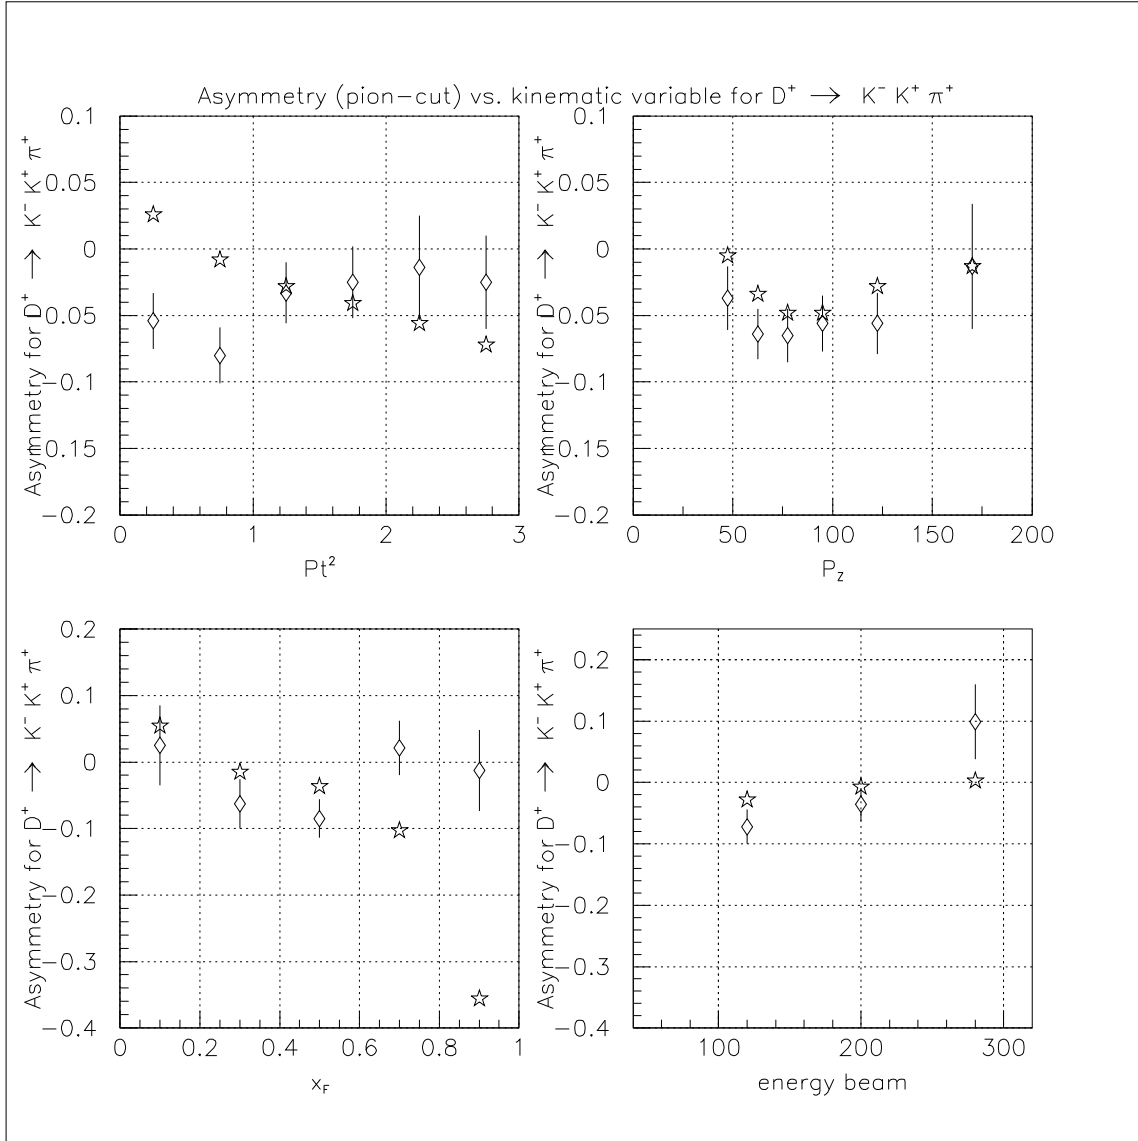 Asymmetry (pion-cut) vs. kinematic variable for D⁺ → K⁻ K⁺ π⁺
Asymmetry for D⁺ → K⁻ K⁺ π⁺
0.1
0.05
0
-0.05
-0.1
-0.15
-0.2
0 1 2 3
Pt²
Asymmetry for D⁺ → K⁻ K⁺ π⁺
0.1
0.05
0
-0.05
-0.1
-0.15
-0.2
0 50 100 150 200
P_z
Asymmetry for D⁺ → K⁻ K⁺ π⁺
0.2
0.1
0
-0.1
-0.2
-0.3
-0.4
0 0.2 0.4 0.6 0.8 1
x_F
Asymmetry for D⁺ → K⁻ K⁺ π⁺
0.2
0.1
0
-0.1
-0.2
-0.3
-0.4
100 200 300
energy beam